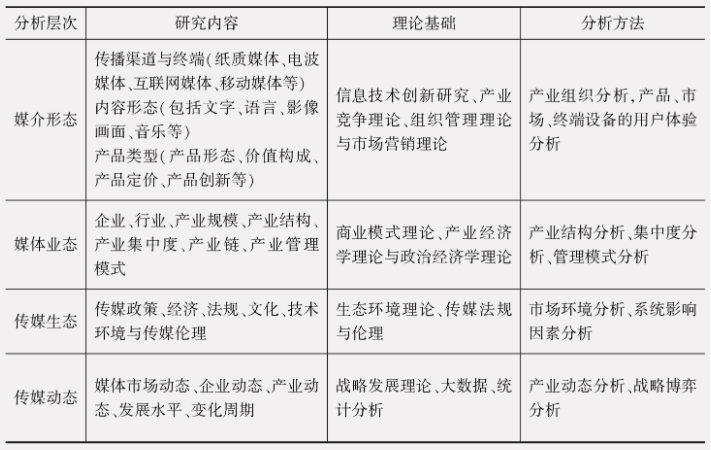 分析层次 研究内容 理论基础 分析方法
媒介形态
传播渠道与终端(纸质媒体、电波
媒体、互联网媒体、移动媒体等)
内容形态(包括文字、语言、影像
画面、音乐等)
产品类型(产品形态、价值构成、
产品定价、产品创新等)
信息技术创新研究、产业
竞争理论、组织管理理论
与市场营销理论
产业组织分析,产品、市
场、终端设备的用户体验
分析
媒体业态
企业、行业、产业规模、产业结构、
产业集中度、产业链、产业管理
模式
商业模式理论、产业经济
学理论与政治经济学理论
产业结构分析、集中度分
析、管理模式分析
传媒生态
传媒政策、经济、法规、文化、技术
环境与传媒伦理
生态环境理论、传媒法规
与伦理
市场环境分析、系统影响
因素分析
传媒动态
媒体市场动态、企业动态、产业动
态、发展水平、变化周期
战略发展理论、大数据、统
计分析
产业动态分析、战略博弈
分析